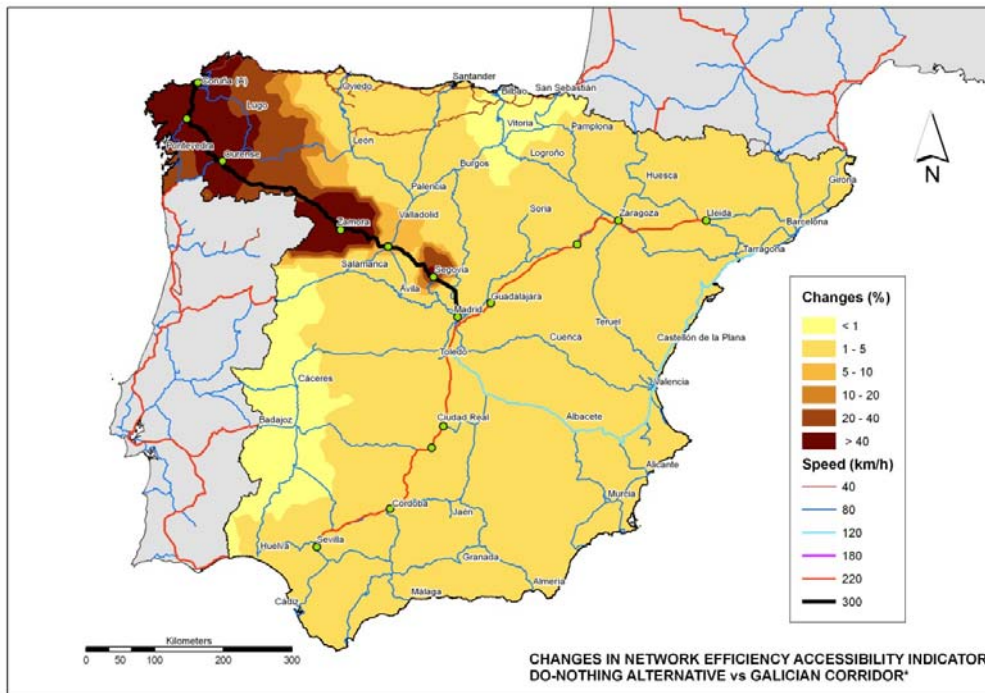 Coruña (A)
Lugo
Oviedo
Santander
Bilbao
San Sebastián
Vitoria
Pamplona
Pontevedra
Ourense
León
Burgos
Logroño
Huesca
Girona
Palencia
Zamora
Valladolid
Soria
Zaragoza
Lleida
Barcelona
Tarragona
Salamanca
Segovia
Ávila
Guadalajara
Madrid
Teruel
Castellón de la Plana
Toledo
Cuenca
Cáceres
Valencia
Badajoz
Ciudad Real
Albacete
Alicante
Murcia
Córdoba
Jaén
Huelva
Sevilla
Granada
Almería
Málaga
Cádiz
N
Changes (%)
< 1
1 - 5
5 - 10
10 - 20
20 - 40
> 40
Speed (km/h)
40
80
120
180
220
300
Kilometers
0 50 100 200 300
CHANGES IN NETWORK EFFICIENCY ACCESSIBILITY INDICATOR
DO-NOTHING ALTERNATIVE vs GALICIAN CORRIDOR*